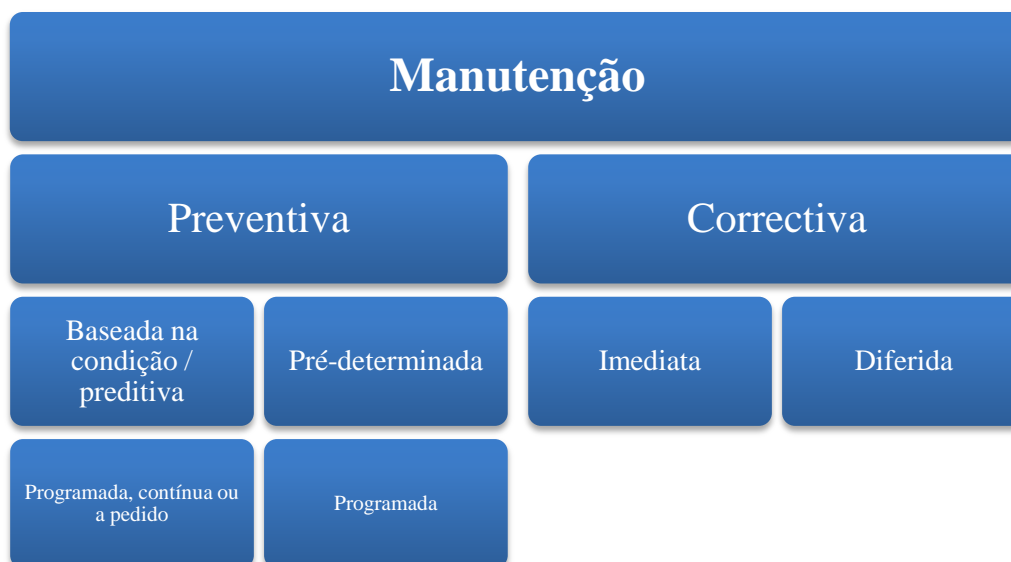 Manutenção
Preventiva
Correctiva
Baseada na
condição /
preditiva
Pré-determinada
Imediata
Diferida
Programada, contínua ou
a pedido
Programada